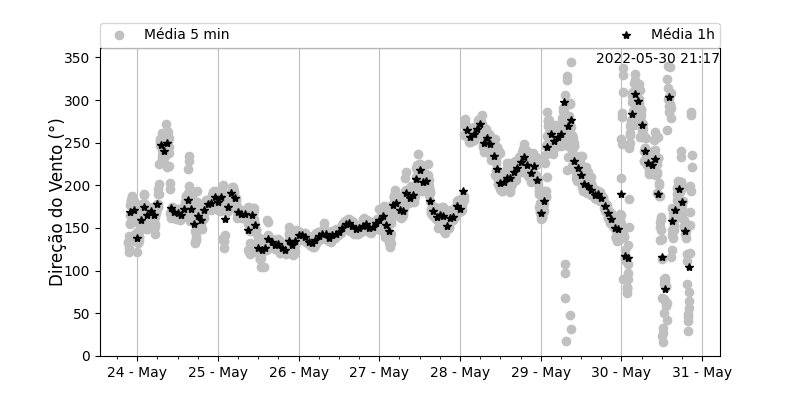 Média 5 min
Média 1h
2022-05-30 21:17
Direção do Vento (°)
350
300
250
200
150
100
50
0
24 - May
25 - May
26 - May
27 - May
28 - May
29 - May
30 - May
31 - May